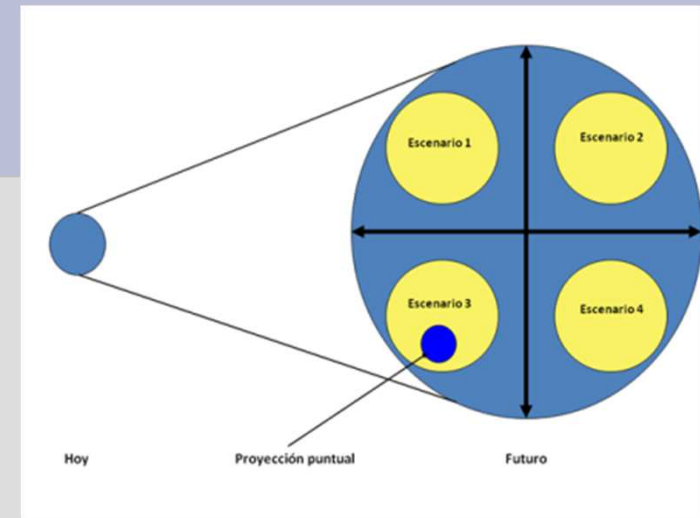 Escenario 1
Escenario 2
Escenario 3
Escenario 4
Hoy
Proyección puntual
Futuro